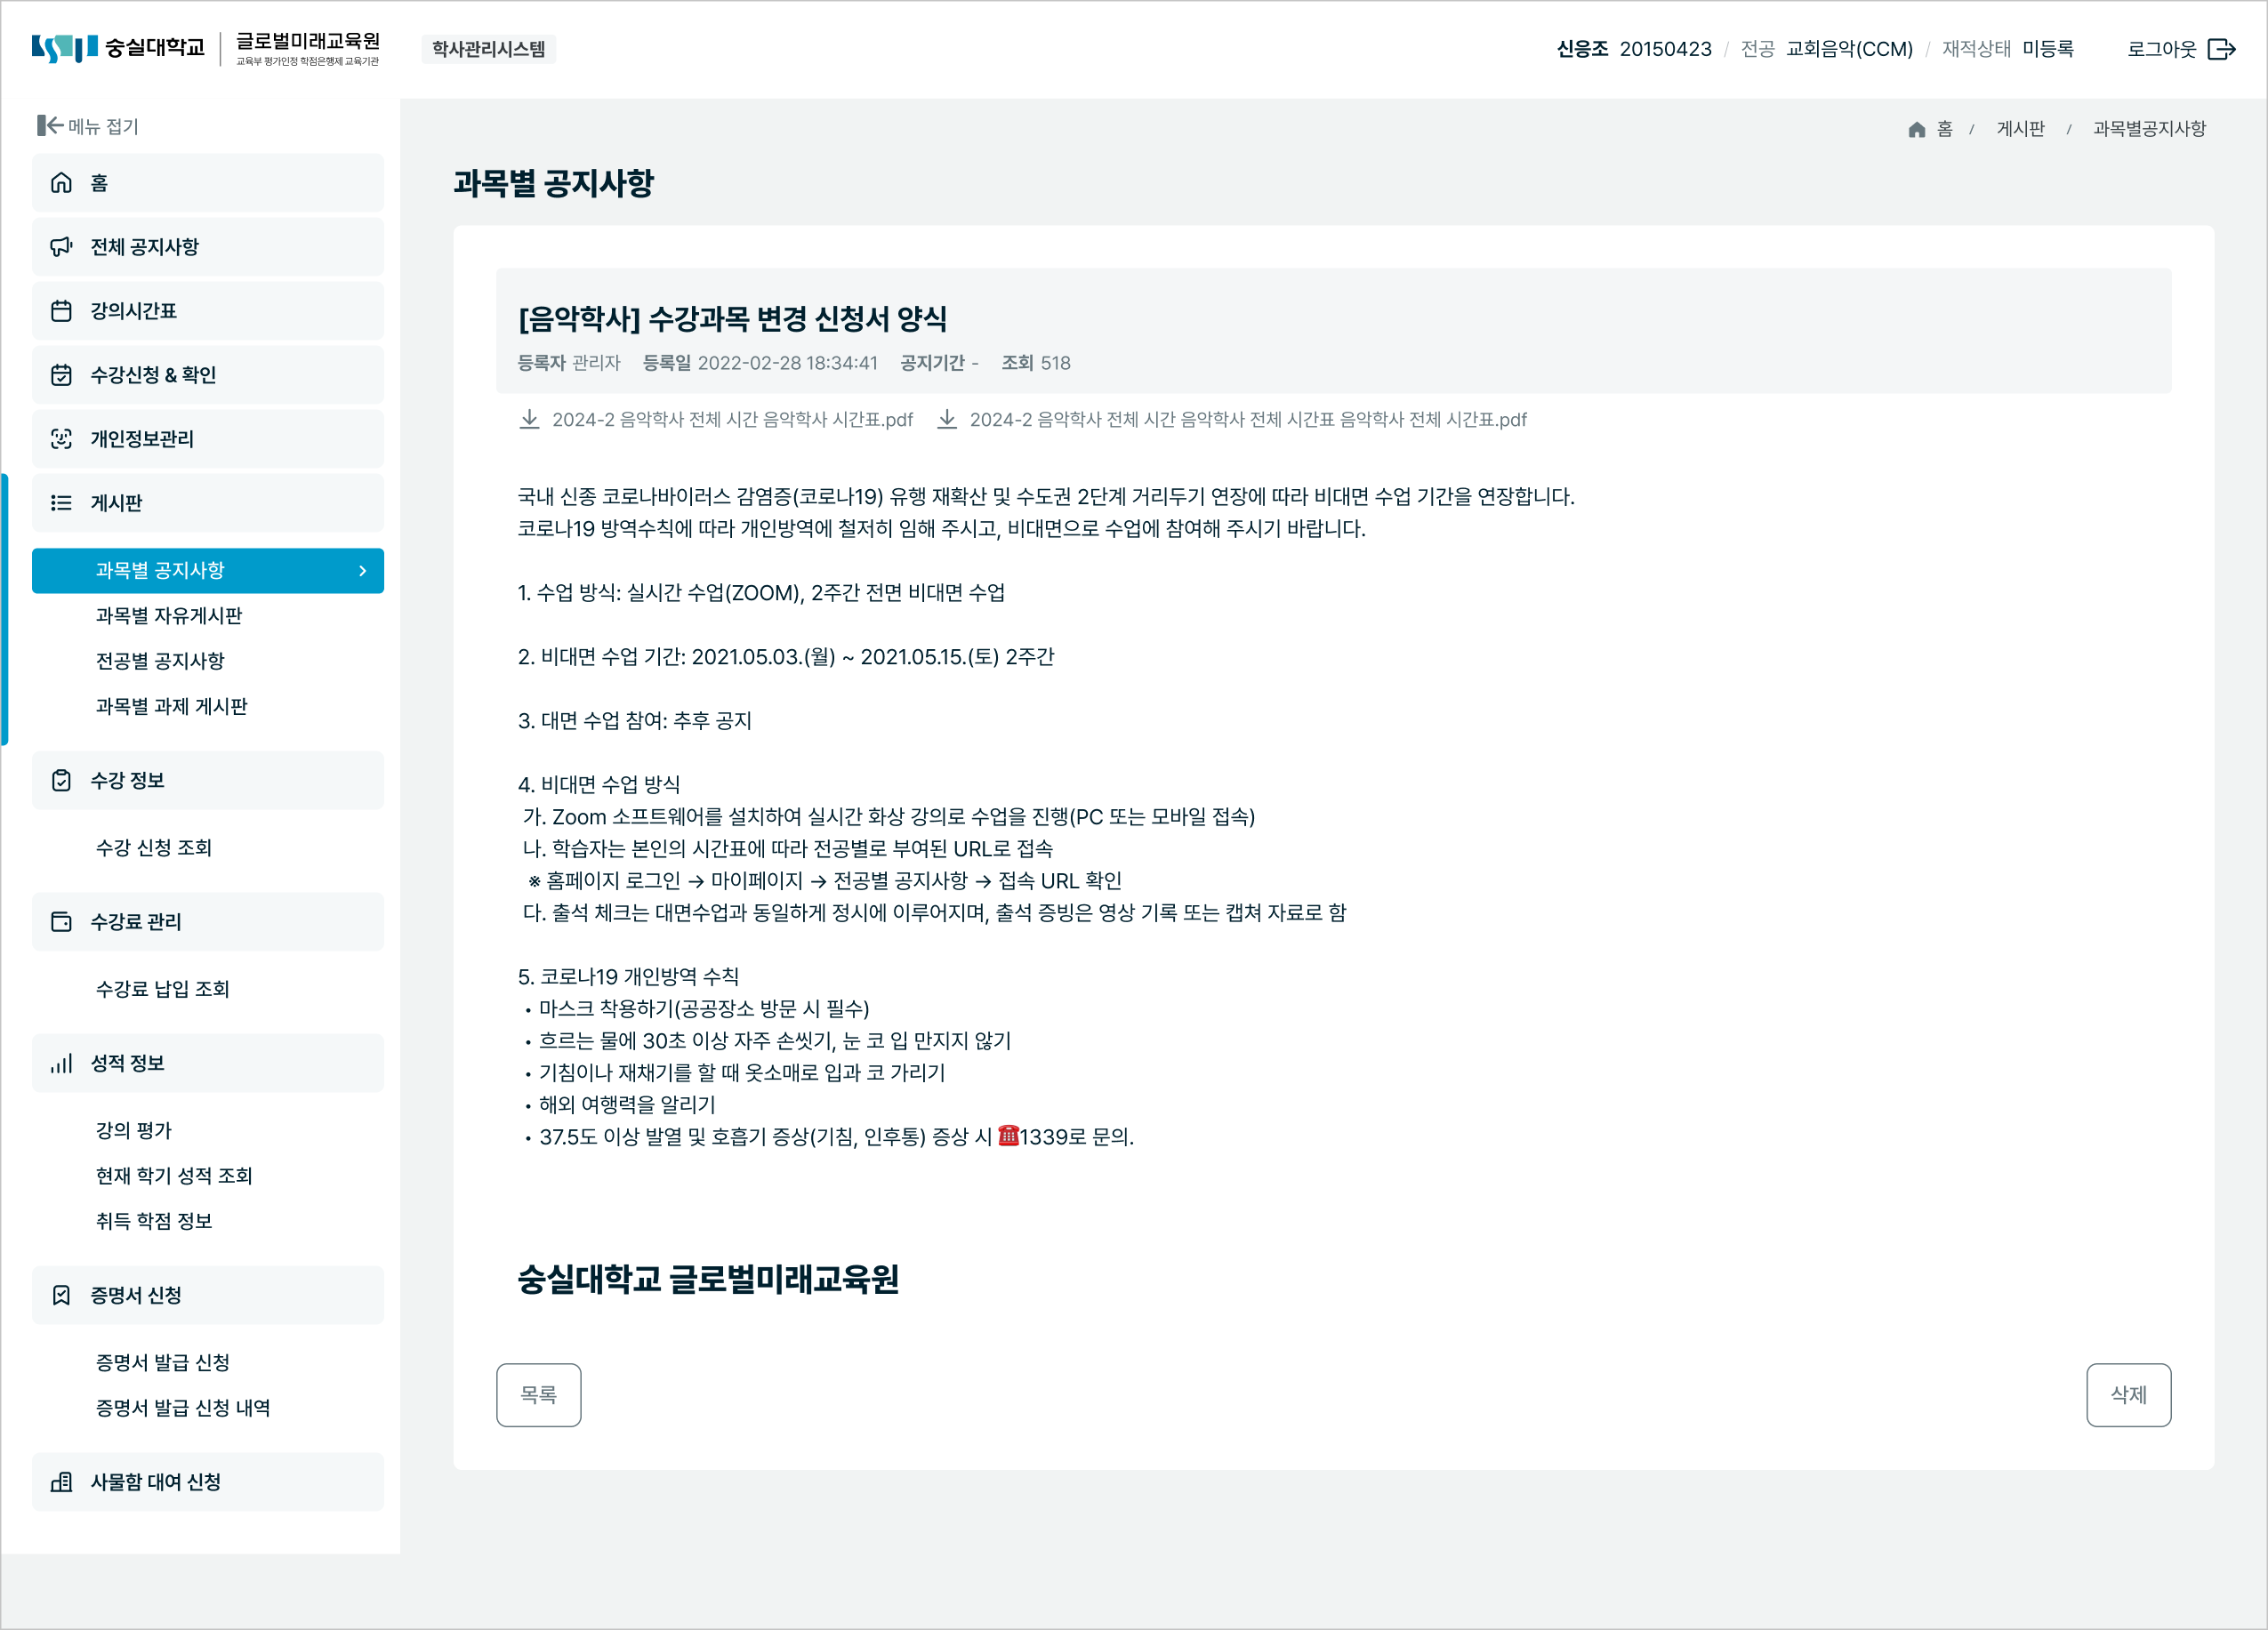 숭실대학교
글로벌미래교육원
교육부 평가인정 학점은행제 교육기관
학사관리시스템
신응조 20150423 / 전공 교회음악(CCM) / 재적상태 미등록
로그아웃
메뉴 접기
홈
전체 공지사항
강의시간표
수강신청 & 확인
개인정보관리
게시판
과목별 공지사항
과목별 자유게시판
전공별 공지사항
과목별 과제 게시판
수강 정보
수강 신청 조회
수강료 관리
수강료 납입 조회
성적 정보
강의 평가
현재 학기 성적 조회
취득 학점 정보
증명서 신청
증명서 발급 신청
증명서 발급 신청 내역
사물함 대여 신청
홈 / 게시판 / 과목별공지사항
과목별 공지사항
[음악학사] 수강과목 변경 신청서 양식
등록자 관리자 등록일 2022-02-28 18:34:41 공지기간 - 조회 518
2024-2 음악학사 전체 시간 음악학사 시간표.pdf 2024-2 음악학사 전체 시간 음악학사 전체 시간표 음악학사 전체 시간표.pdf
국내 신종 코로나바이러스 감염증(코로나19) 유행 재확산 및 수도권 2단계 거리두기 연장에 따라 비대면 수업 기간을 연장합니다.
코로나19 방역수칙에 따라 개인방역에 철저히 임해 주시고, 비대면으로 수업에 참여해 주시기 바랍니다.
1. 수업 방식: 실시간 수업(ZOOM), 2주간 전면 비대면 수업
2. 비대면 수업 기간: 2021.05.03.(월) ~ 2021.05.15.(토) 2주간
3. 대면 수업 참여: 추후 공지
4. 비대면 수업 방식
가. Zoom 소프트웨어를 설치하여 실시간 화상 강의로 수업을 진행(PC 또는 모바일 접속)
나. 학습자는 본인의 시간표에 따라 전공별로 부여된 URL로 접속
※ 홈페이지 로그인 → 마이페이지 → 전공별 공지사항 → 접속 URL 확인
다. 출석 체크는 대면수업과 동일하게 정시에 이루어지며, 출석 증빙은 영상 기록 또는 캡쳐 자료로 함
5. 코로나19 개인방역 수칙
• 마스크 착용하기(공공장소 방문 시 필수)
• 흐르는 물에 30초 이상 자주 손씻기, 눈 코 입 만지지 않기
• 기침이나 재채기를 할 때 옷소매로 입과 코 가리기
• 해외 여행력을 알리기
• 37.5도 이상 발열 및 호흡기 증상(기침, 인후통) 증상 시 ☎1339로 문의.
숭실대학교 글로벌미래교육원
목록
삭제